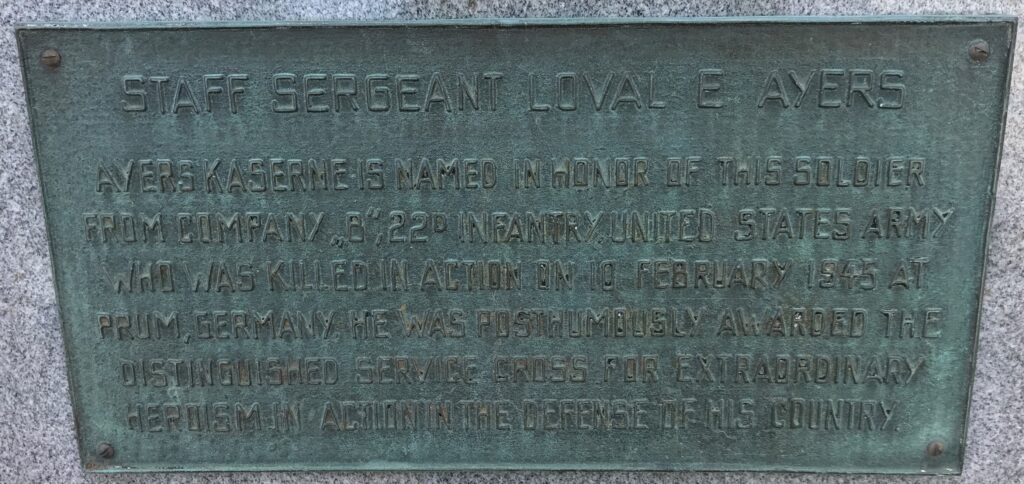 STAFF SERGEANT LOVAL E AYERS
AYERS KASERNE IS NAMED IN HONOR OF THIS SOLDIER
FROM COMPANY „B“, 22D INFANTRY, UNITED STATES ARMY
WHO WAS KILLED IN ACTION ON 10 FEBRUARY 1945 AT
PRUM, GERMANY. HE WAS POSTHUMOUSLY AWARDED THE
DISTINGUISHED SERVICE CROSS FOR EXTRAORDINARY
HEROISM IN ACTION IN THE DEFENSE OF HIS COUNTRY.